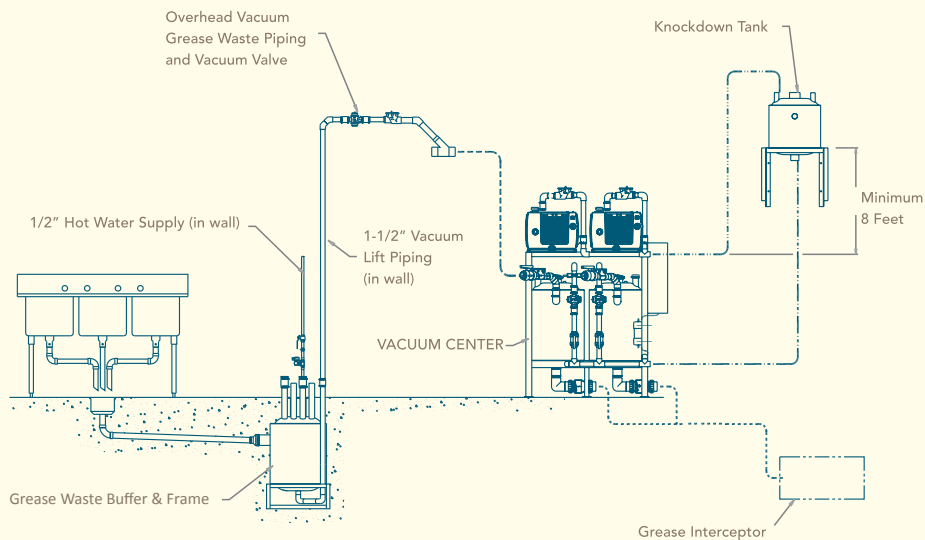 Overhead Vacuum
Grease Waste Piping
and Vacuum Valve
Knockdown Tank
Minimum
8 Feet
1/2” Hot Water Supply (in wall)
1-1/2” Vacuum
Lift Piping
(in wall)
VACUUM CENTER
Grease Waste Buffer & Frame
Grease Interceptor